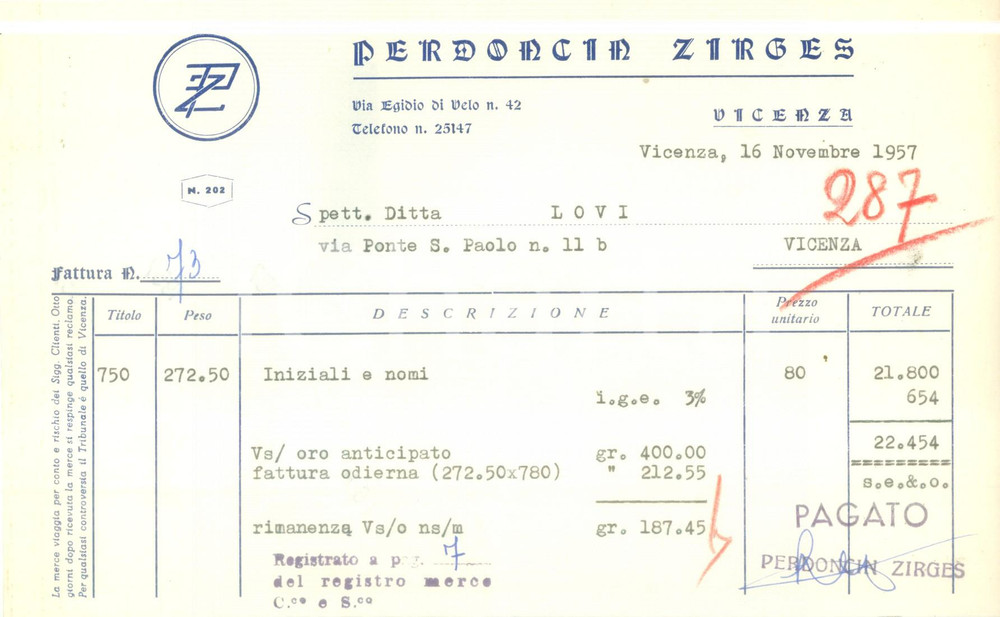 PZ
PERDONCIN ZIRGES
Via Egidio di Velo n. 42
Telefono n. 25147
VICENZA
Vicenza, 16 Novembre 1957
N. 202
287
Spett. Ditta LOVI
via Ponte S. Paolo n. 11 b VICENZA
Fattura N. 73
La merce viaggia per conto e rischio dei Sigg. Clienti. Otto
giorni dopo ricevuta la merce si respinge qualsiasi reclamo.
Per qualsiasi controversia il Tribunale è quello di Vicenza.
Titolo Peso DESCRIZIONE Prezzo unitario TOTALE
750 272.50 Iniziali e nomi 80 21.800
i.g.e. 3% 654
22.454
Vs/ oro anticipato gr. 400.00
fattura odierna (272.50x780) " 212.55
s.e.&.o.
rimanenza Vs/o ns/m gr. 187.45
PAGATO
Registrato a pag. 7
del registro merce
C.co e S.co
PERDONCIN ZIRGES